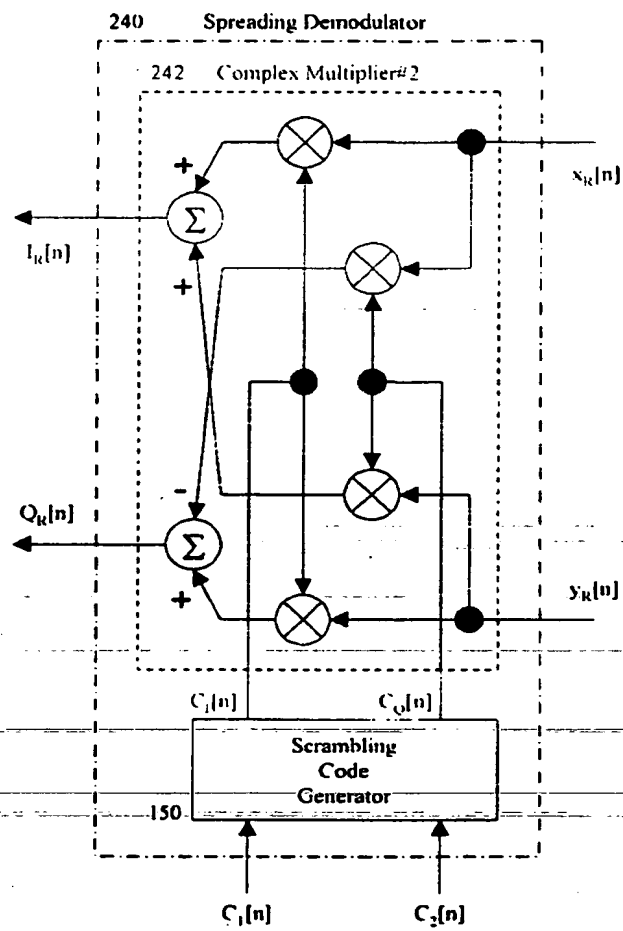 240 Spreading Demodulator
242 Complex Multiplier#2
x_R[n]
+
Σ
I_R[n]
+
-
Q_R[n]
Σ
+
y_R[n]
C_I[n] C_Q[n]
Scrambling
Code
Generator
150
C_1[n] C_2[n]